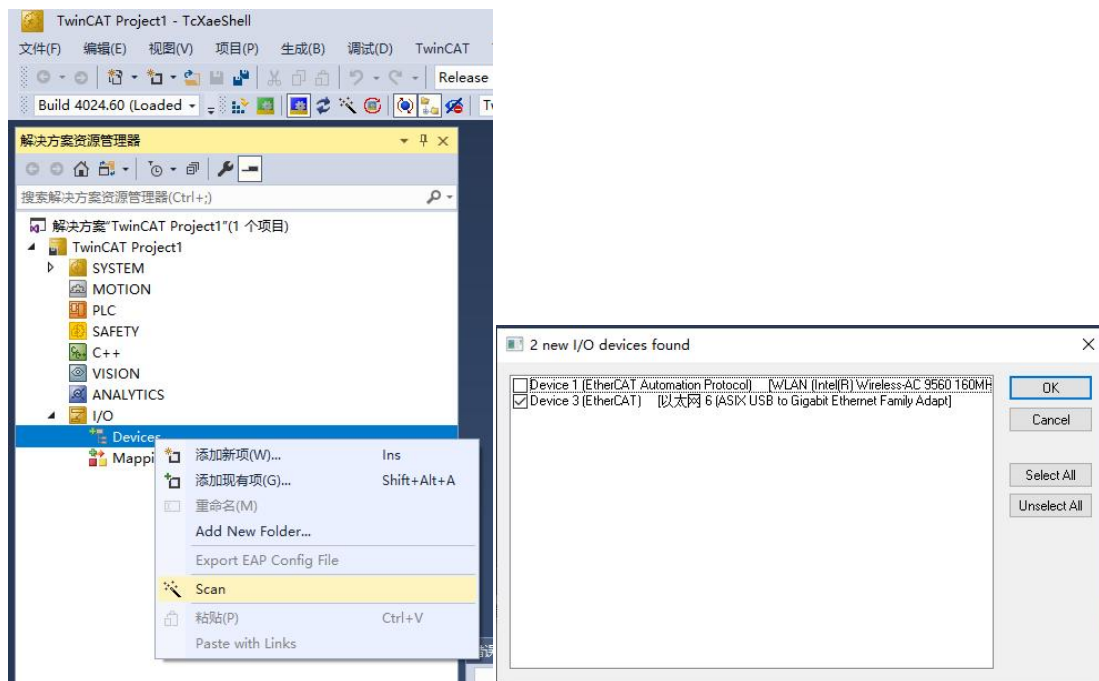 TwinCAT Project1 - TcXaeShell
文件(F) 编辑(E) 视图(V) 项目(P) 生成(B) 调试(D) TwinCAT
Release
Build 4024.60 (Loaded
解决方案资源管理器
搜索解决方案资源管理器(Ctrl+;)
解决方案"TwinCAT Project1"(1 个项目)
TwinCAT Project1
SYSTEM
MOTION
PLC
SAFETY
C++
VISION
ANALYTICS
I/O
Devices
Mappi
添加新项(W)... Ins
添加现有项(G)... Shift+Alt+A
重命名(M)
Add New Folder...
Export EAP Config File
Scan
粘贴(P) Ctrl+V
Paste with Links
2 new I/O devices found
Device 1 (EtherCAT Automation Protocol) [WLAN (Intel(R) Wireless-AC 9560 160MH
Device 3 (EtherCAT) [以太网 6 (ASIX USB to Gigabit Ethernet Family Adapt]
OK
Cancel
Select All
Unselect All